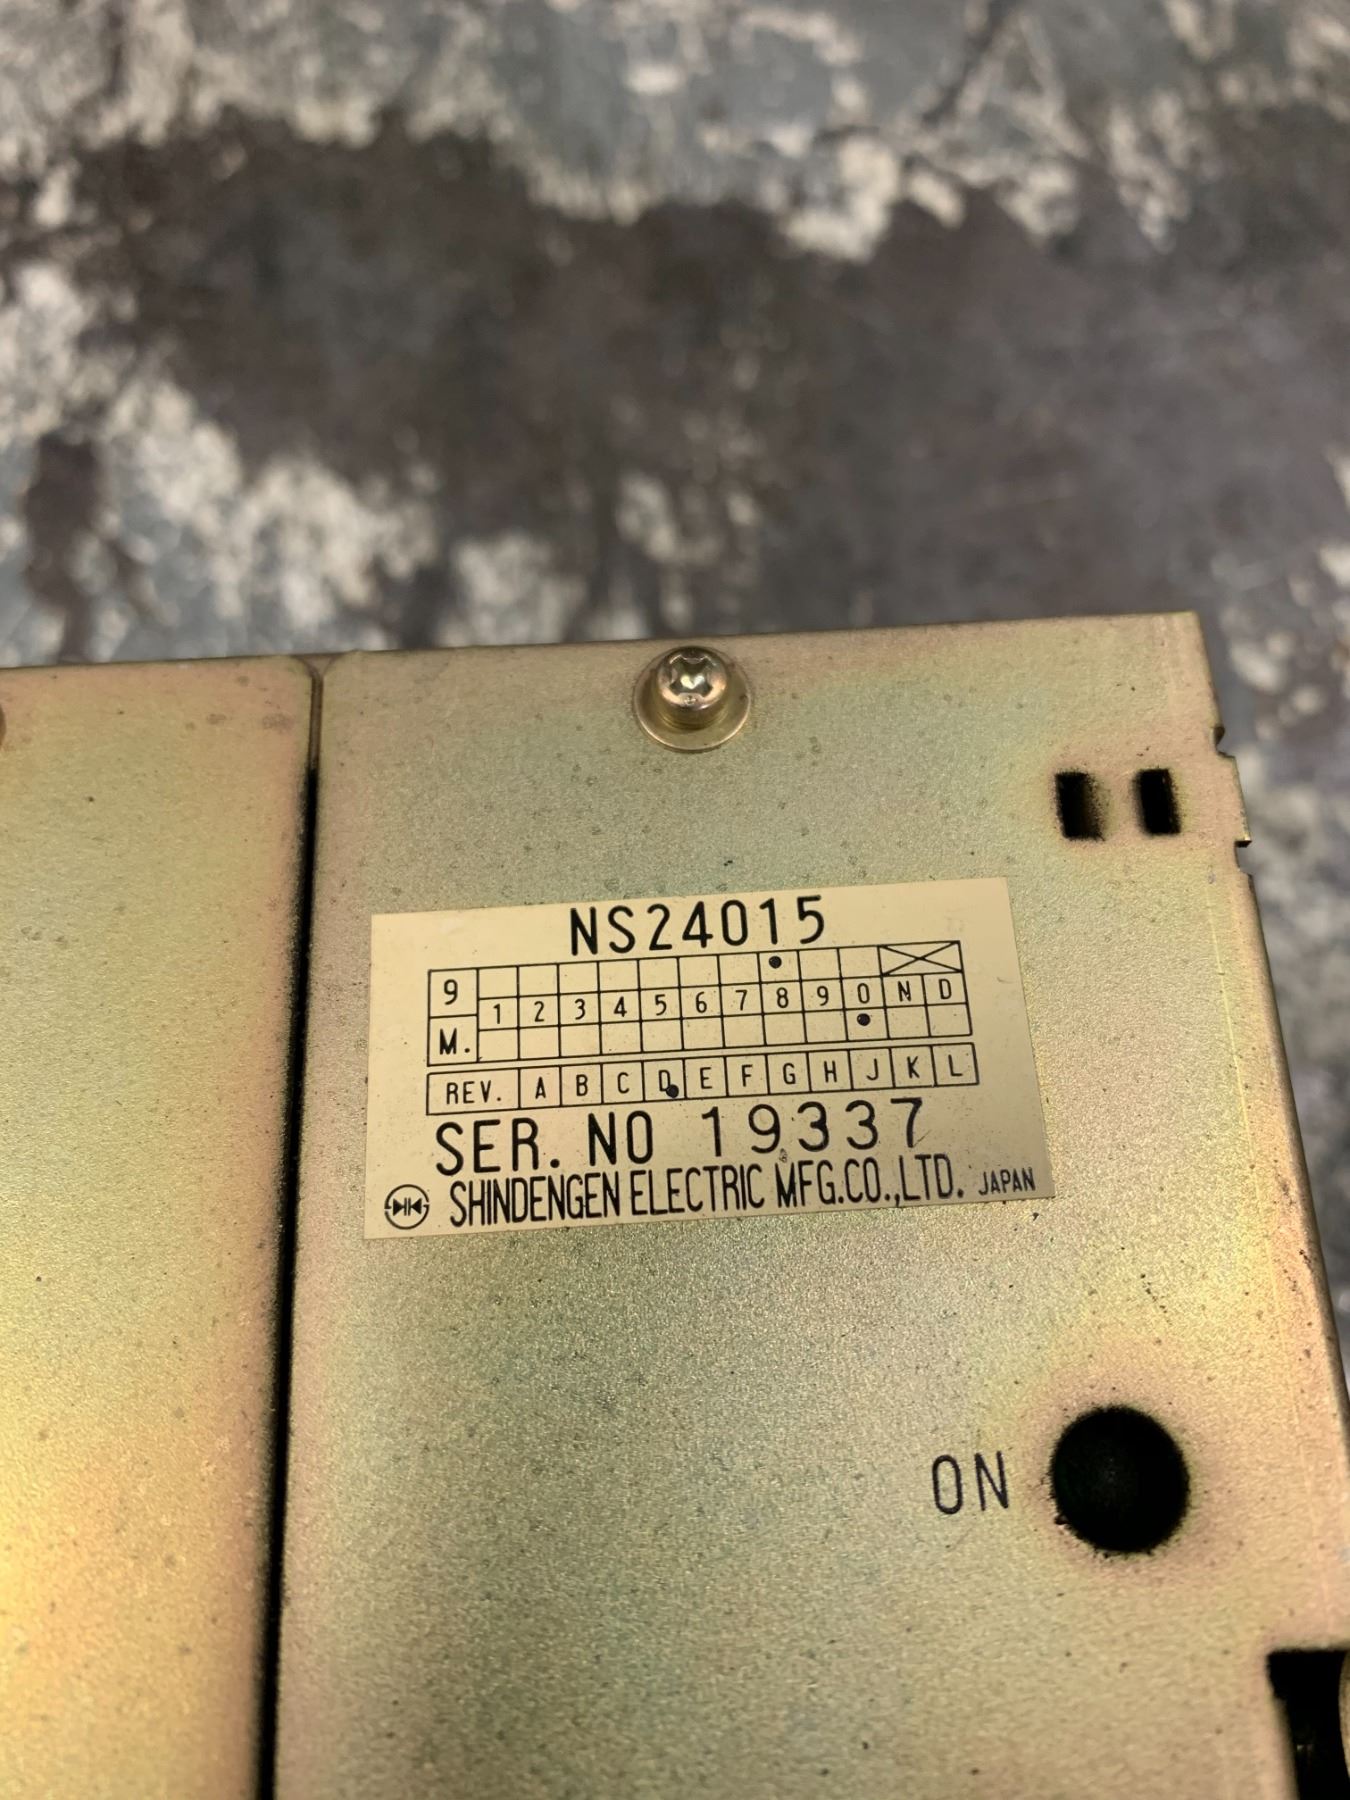 NS24015
9 1 2 3 4 5 6 7 8 9 0 N D
M.
REV. A B C D E F G H J K L
SER. NO 19337
SHINDENGEN ELECTRIC MFG.CO.,LTD. JAPAN
ON